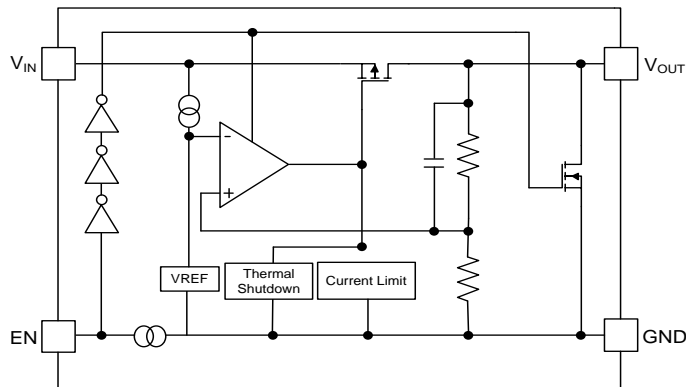 VIN
VOUT
-
+
VREF
Thermal
Shutdown
Current Limit
EN
GND